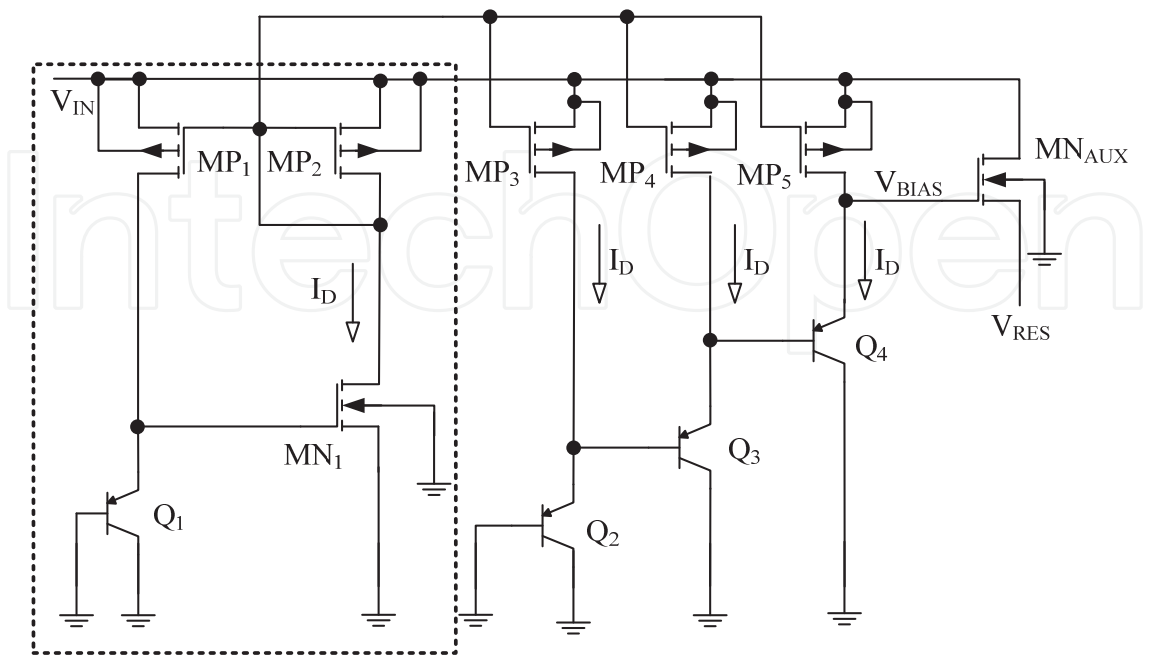 V_IN
MP_1
MP_2
MP_3
MP_4
MP_5
MN_AUX
V_BIAS
I_D
I_D
I_D
I_D
V_RES
Q_4
Q_3
MN_1
Q_1
Q_2
IntechOpen